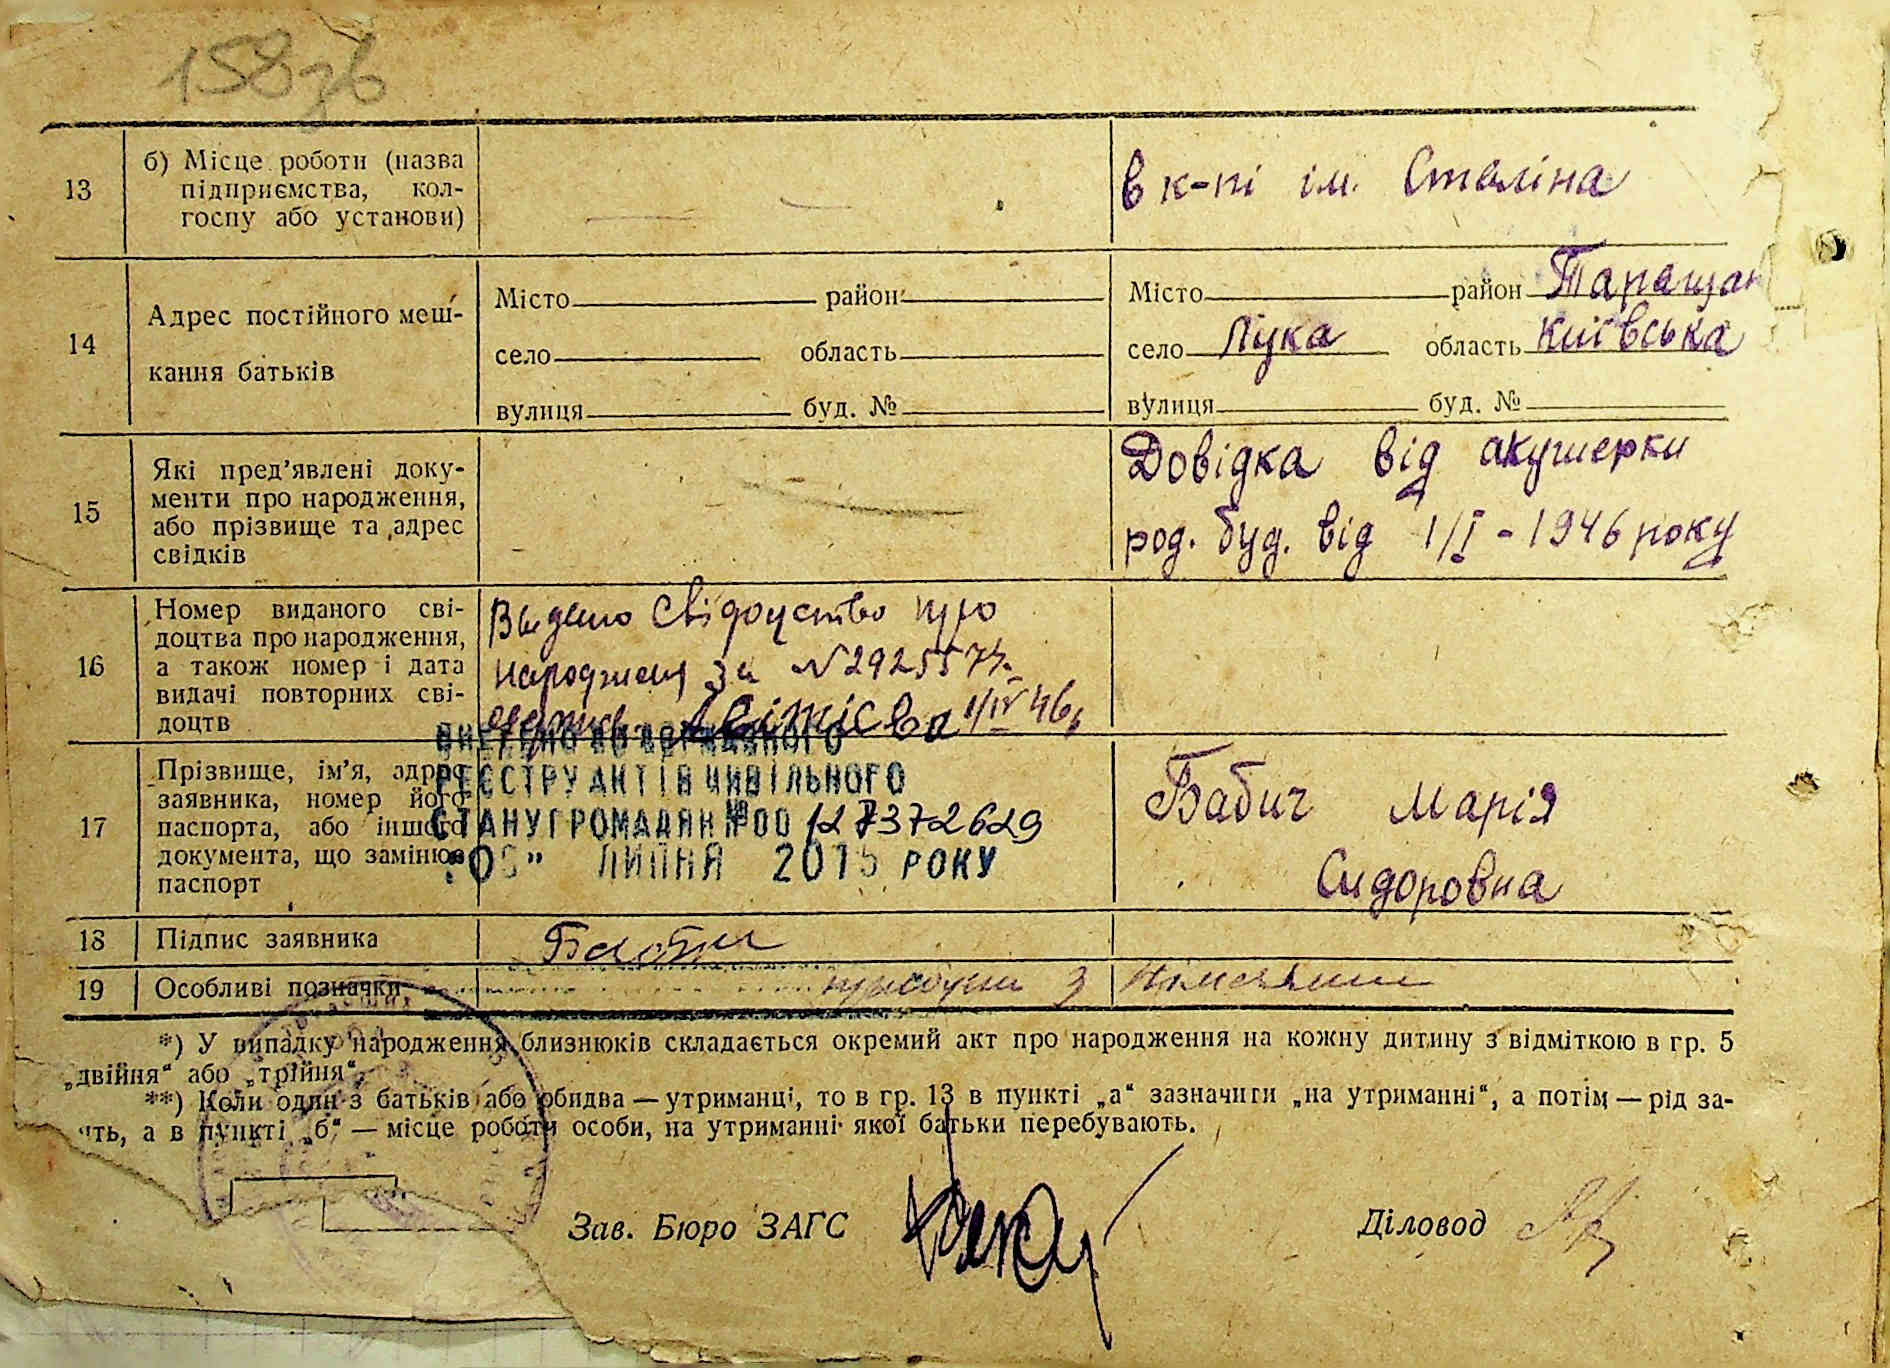 158зв
13
б) Місце роботи (назва
підприємства, кол-
госпу або установи)
в к-пі ім. Сталіна
14
Адрес постійного меш-
кання батьків
Місто район
село область
вулиця буд. №
Місто район Таращан
село Лука область Київська
вулиця буд. №
15
Які пред’явлені доку-
менти про народження,
або прізвище та адрес
свідків
Довідка від акушерки
род. буд. від 1/I - 1946 року
16
Номер виданого сві-
доцтва про народження,
а також номер і дата
видачі повторних сві-
доцтв
Видано Свідоцтво про
народження за №
1/IV 46
17
Прізвище, ім’я, адрес
заявника, номер його
паспорта, або іншого
документа, що замінює
паспорт
ВНЕСЕНО ДО ДЕРЖАВНОГО
РЕЄСТРУ АКТІВ ЦИВІЛЬНОГО
СТАНУ ГРОМАДЯН №00
ЛИПНЯ 2015 РОКУ
Бабич Марія
Сидоровна
18
Підпис заявника
19
Особливі позначки
з
*) У випадку народження близнюків складається окремий акт про народження на кожну дитину з відміткою в гр. 5
„двійня“ або „трійня“.
**) Коли один з батьків або обидва — утриманці, то в гр. 13 в пункті „а“ зазначити „на утриманні“, а потім — рід за-
ть, а в пункті „б“ — місце роботи особи, на утриманні якої батьки перебувають.
Зав. Бюро ЗАГС
Діловод